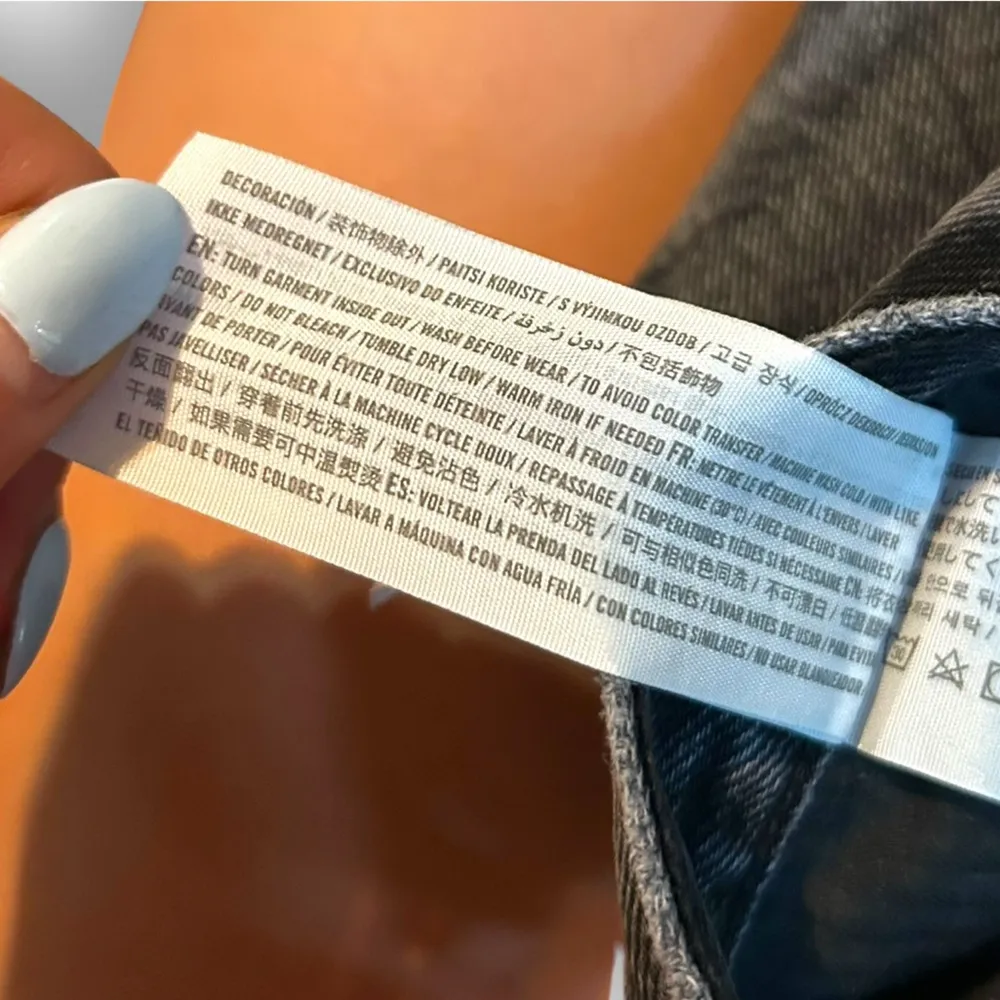 DECORACIÓN / 装饰物除外 / PAITSI KORISTE / S VÝJIMKOU OZDOB / 고급 장식 / OPRÓCZ DEKORACJI /
IKKE MEDREGNET / EXCLUSIVO DO ENFEITE / دون زخرفة / 不包括飾物
EN: TURN GARMENT INSIDE OUT / WASH BEFORE WEAR / TO AVOID COLOR TRANSFER / MACHINE WASH COLD / WITH LIKE
COLORS / DO NOT BLEACH / TUMBLE DRY LOW / WARM IRON IF NEEDED FR: METTRE LE VÊTEMENT À L'ENVERS / LAVER
AVANT DE PORTER / POUR ÉVITER TOUTE DÉTEINTE / LAVER À FROID EN MACHINE (30°C) / AVEC COULEURS SIMILAIRES /
PAS JAVELLISER / SÉCHER À LA MACHINE CYCLE DOUX / REPASSAGE À TEMPÉRATURES TIÈDES SI NÉCESSAIRE CN: 将衣
反面翻出 / 穿着前先洗涤 / 避免沾色 / 冷水机洗 / 可与相似色同洗 / 不可漂白 / 低温
干燥 / 如果需要可中温熨烫 ES: VOLTEAR LA PRENDA DEL LADO AL REVÉS / LAVAR ANTES DE USAR / PARA EVITAR
EL TEÑIDO DE OTROS COLORES / LAVAR A MÁQUINA CON AGUA FRÍA / CON COLORES SIMILARES / NO USAR BLANQUEADOR
30